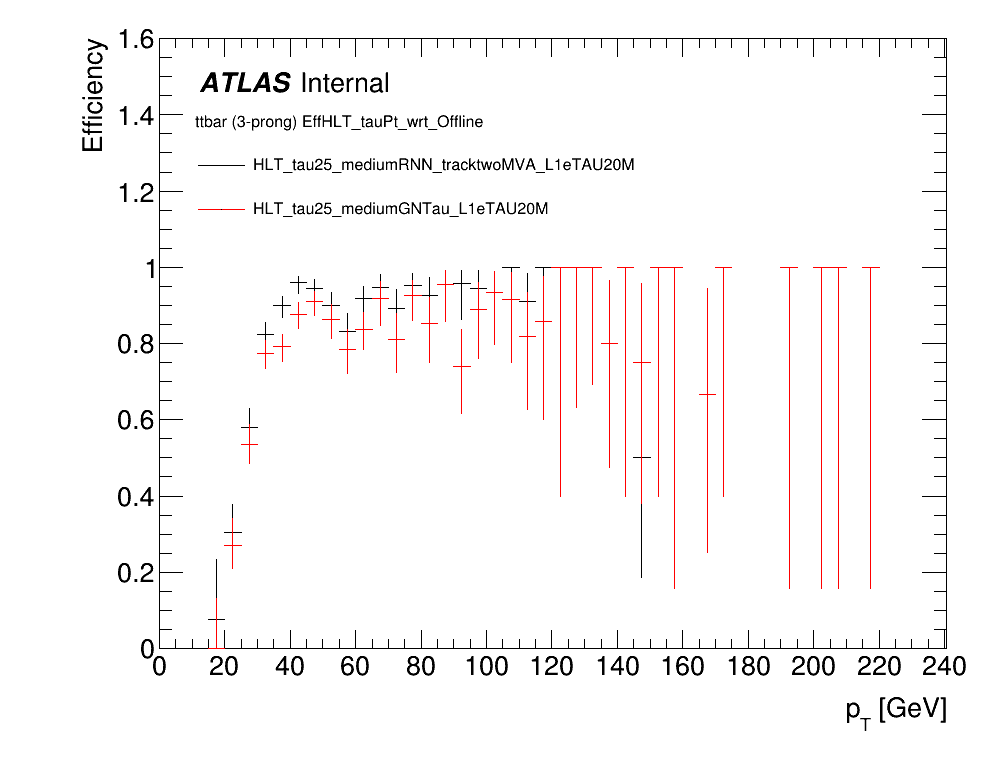 Efficiency
1.6
1.4
1.2
1
0.8
0.6
0.4
0.2
0
ATLAS Internal
ttbar (3-prong) EffHLT_tauPt_wrt_Offline
HLT_tau25_mediumRNN_tracktwoMVA_L1eTAU20M
HLT_tau25_mediumGNTau_L1eTAU20M
0 20 40 60 80 100 120 140 160 180 200 220 240
p_T [GeV]